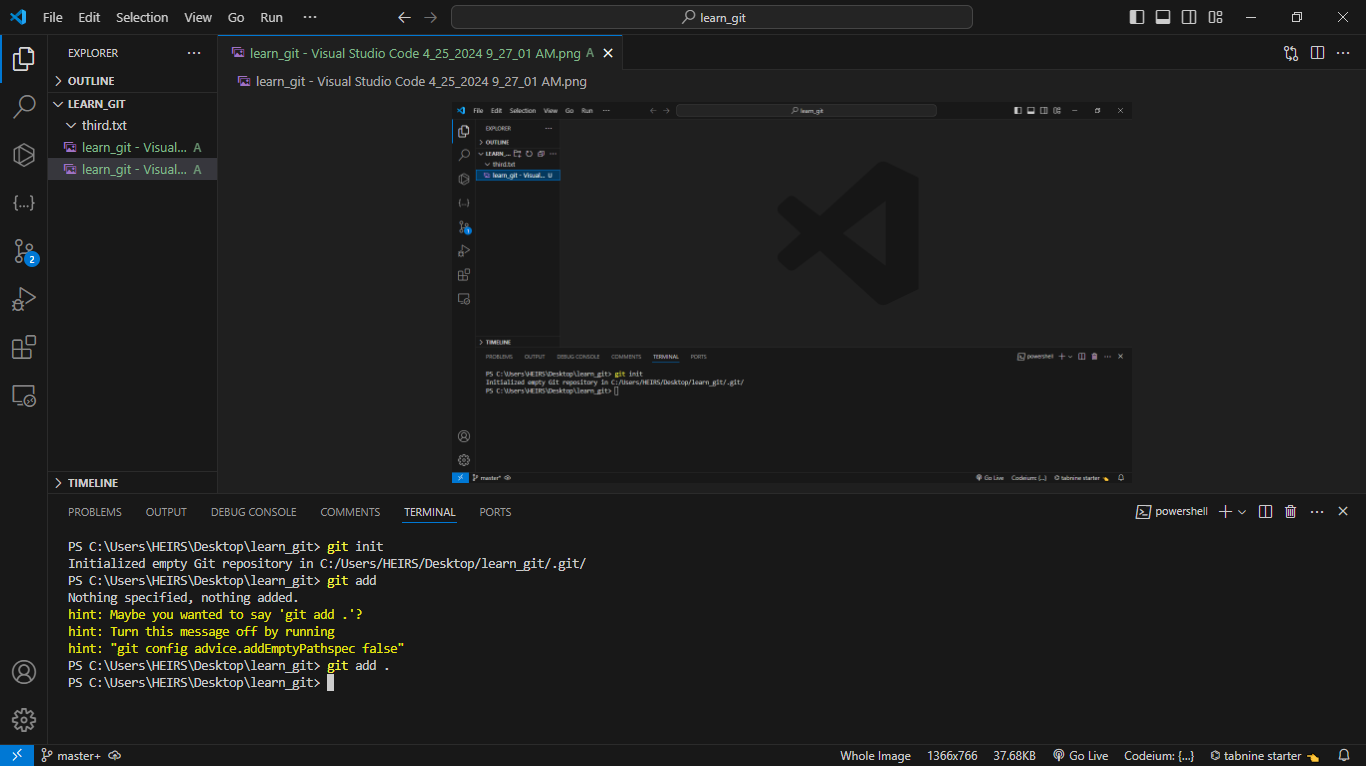 File Edit Selection View Go Run ··· learn_git
EXPLORER ···
OUTLINE
LEARN_GIT
third.txt
learn_git - Visual... A
learn_git - Visual... A
2
TIMELINE
learn_git - Visual Studio Code 4_25_2024 9_27_01 AM.png A
learn_git - Visual Studio Code 4_25_2024 9_27_01 AM.png
File Edit Selection View Go Run ··· learn_git
EXPLORER ···
OUTLINE
LEARN_...
third.txt
learn_git - Visual... U
TIMELINE
PROBLEMS OUTPUT DEBUG CONSOLE COMMENTS TERMINAL PORTS powershell
PS C:\Users\HEIRS\Desktop\learn_git> git init
Initialized empty Git repository in C:/Users/HEIRS/Desktop/learn_git/.git/
PS C:\Users\HEIRS\Desktop\learn_git>
master* Go Live Codeium: {...} tabnine starter
PROBLEMS OUTPUT DEBUG CONSOLE COMMENTS TERMINAL PORTS powershell
PS C:\Users\HEIRS\Desktop\learn_git> git init
Initialized empty Git repository in C:/Users/HEIRS/Desktop/learn_git/.git/
PS C:\Users\HEIRS\Desktop\learn_git> git add
Nothing specified, nothing added.
hint: Maybe you wanted to say 'git add .'?
hint: Turn this message off by running
hint: "git config advice.addEmptyPathspec false"
PS C:\Users\HEIRS\Desktop\learn_git> git add .
PS C:\Users\HEIRS\Desktop\learn_git>
master+ Whole Image 1366x766 37.68KB Go Live Codeium: {...} tabnine starter